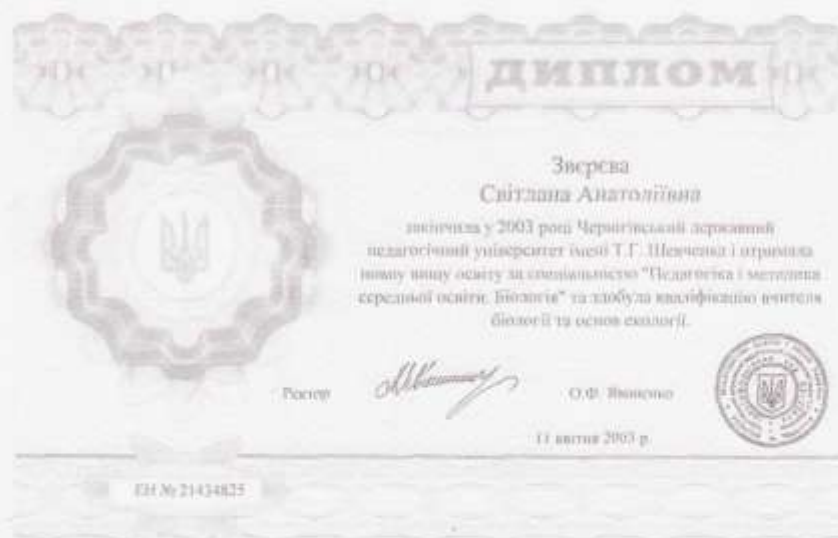 ДИПЛОМ
Звєрєва
Світлана Анатоліївна
закінчила у 2003 році Чернігівський державний
педагогічний університет імені Т.Г. Шевченка і отримала
повну вищу освіту за спеціальністю "Педагогіка і методика
середньої освіти. Біологія" та здобула кваліфікацію вчителя
біології та основ екології.
Ректор О.Ф. Явоненко
11 квітня 2003 р.
ЕН № 21434825